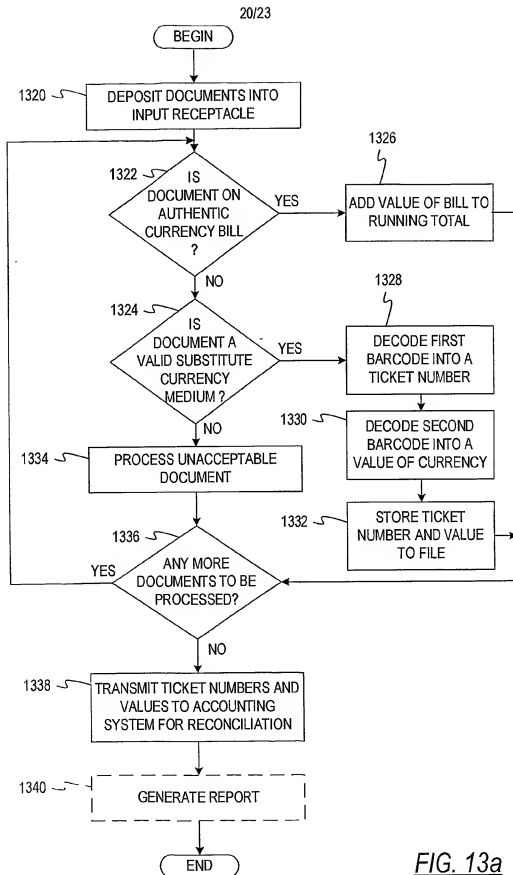 20/23
BEGIN
1320
DEPOSIT DOCUMENTS INTO
INPUT RECEPTACLE
1322
IS
DOCUMENT ON
AUTHENTIC
CURRENCY BILL
?
YES
1326
ADD VALUE OF BILL TO
RUNNING TOTAL
NO
1324
IS
DOCUMENT A
VALID SUBSTITUTE
CURRENCY
MEDIUM ?
YES
1328
DECODE FIRST
BARCODE INTO A
TICKET NUMBER
1330
DECODE SECOND
BARCODE INTO A
VALUE OF CURRENCY
1332
STORE TICKET
NUMBER AND VALUE
TO FILE
NO
1334
PROCESS UNACCEPTABLE
DOCUMENT
1336
YES
ANY MORE
DOCUMENTS TO BE
PROCESSED?
NO
1338
TRANSMIT TICKET NUMBERS AND
VALUES TO ACCOUNTING
SYSTEM FOR RECONCILIATION
1340
GENERATE REPORT
END
FIG. 13a